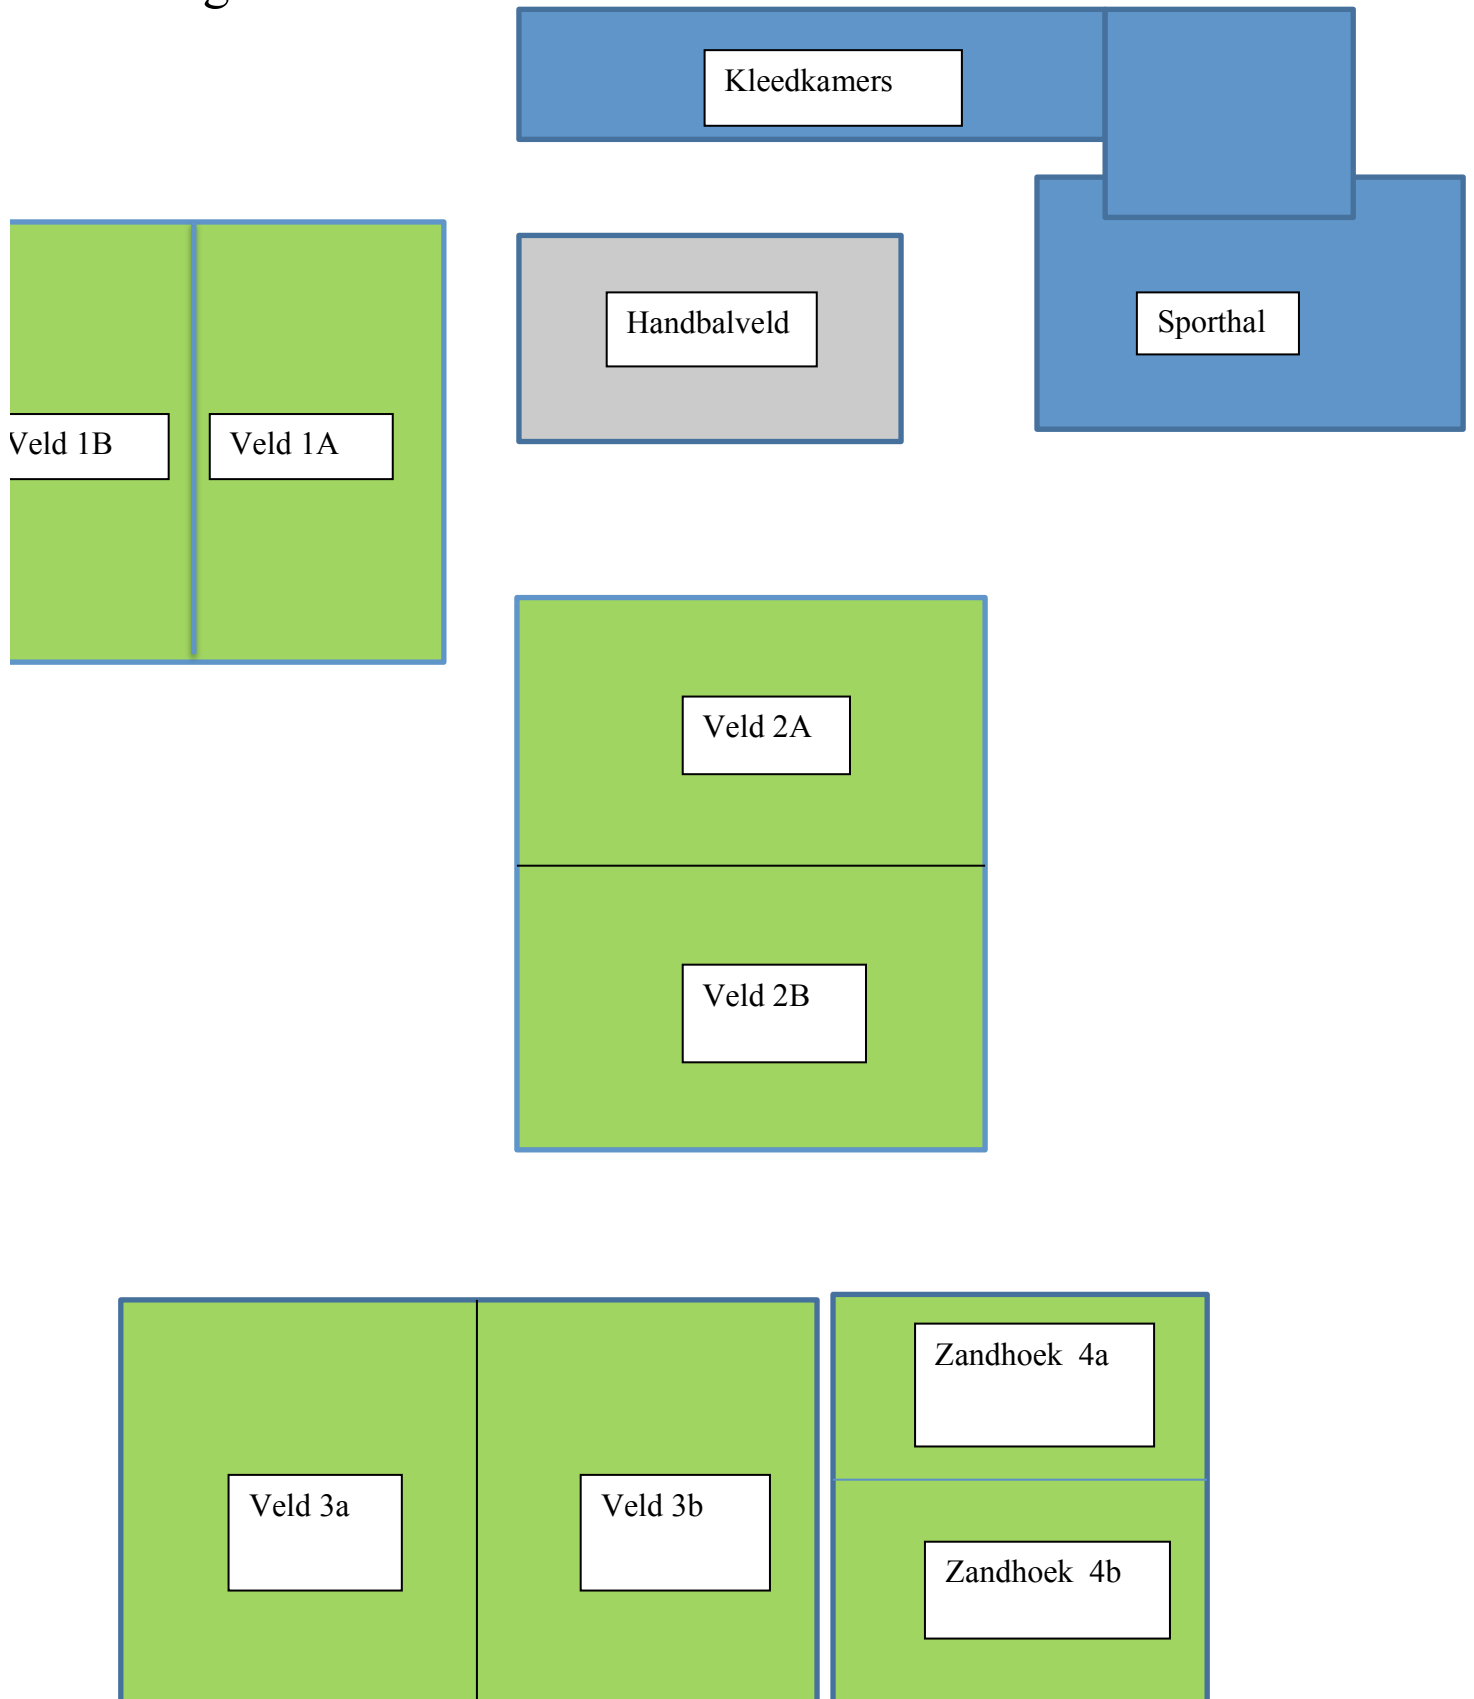 Kleedkamers
Handbalveld
Sporthal
Veld 1B
Veld 1A
Veld 2A
Veld 2B
Zandhoek  4a
Veld 3a
Veld 3b
Zandhoek  4b